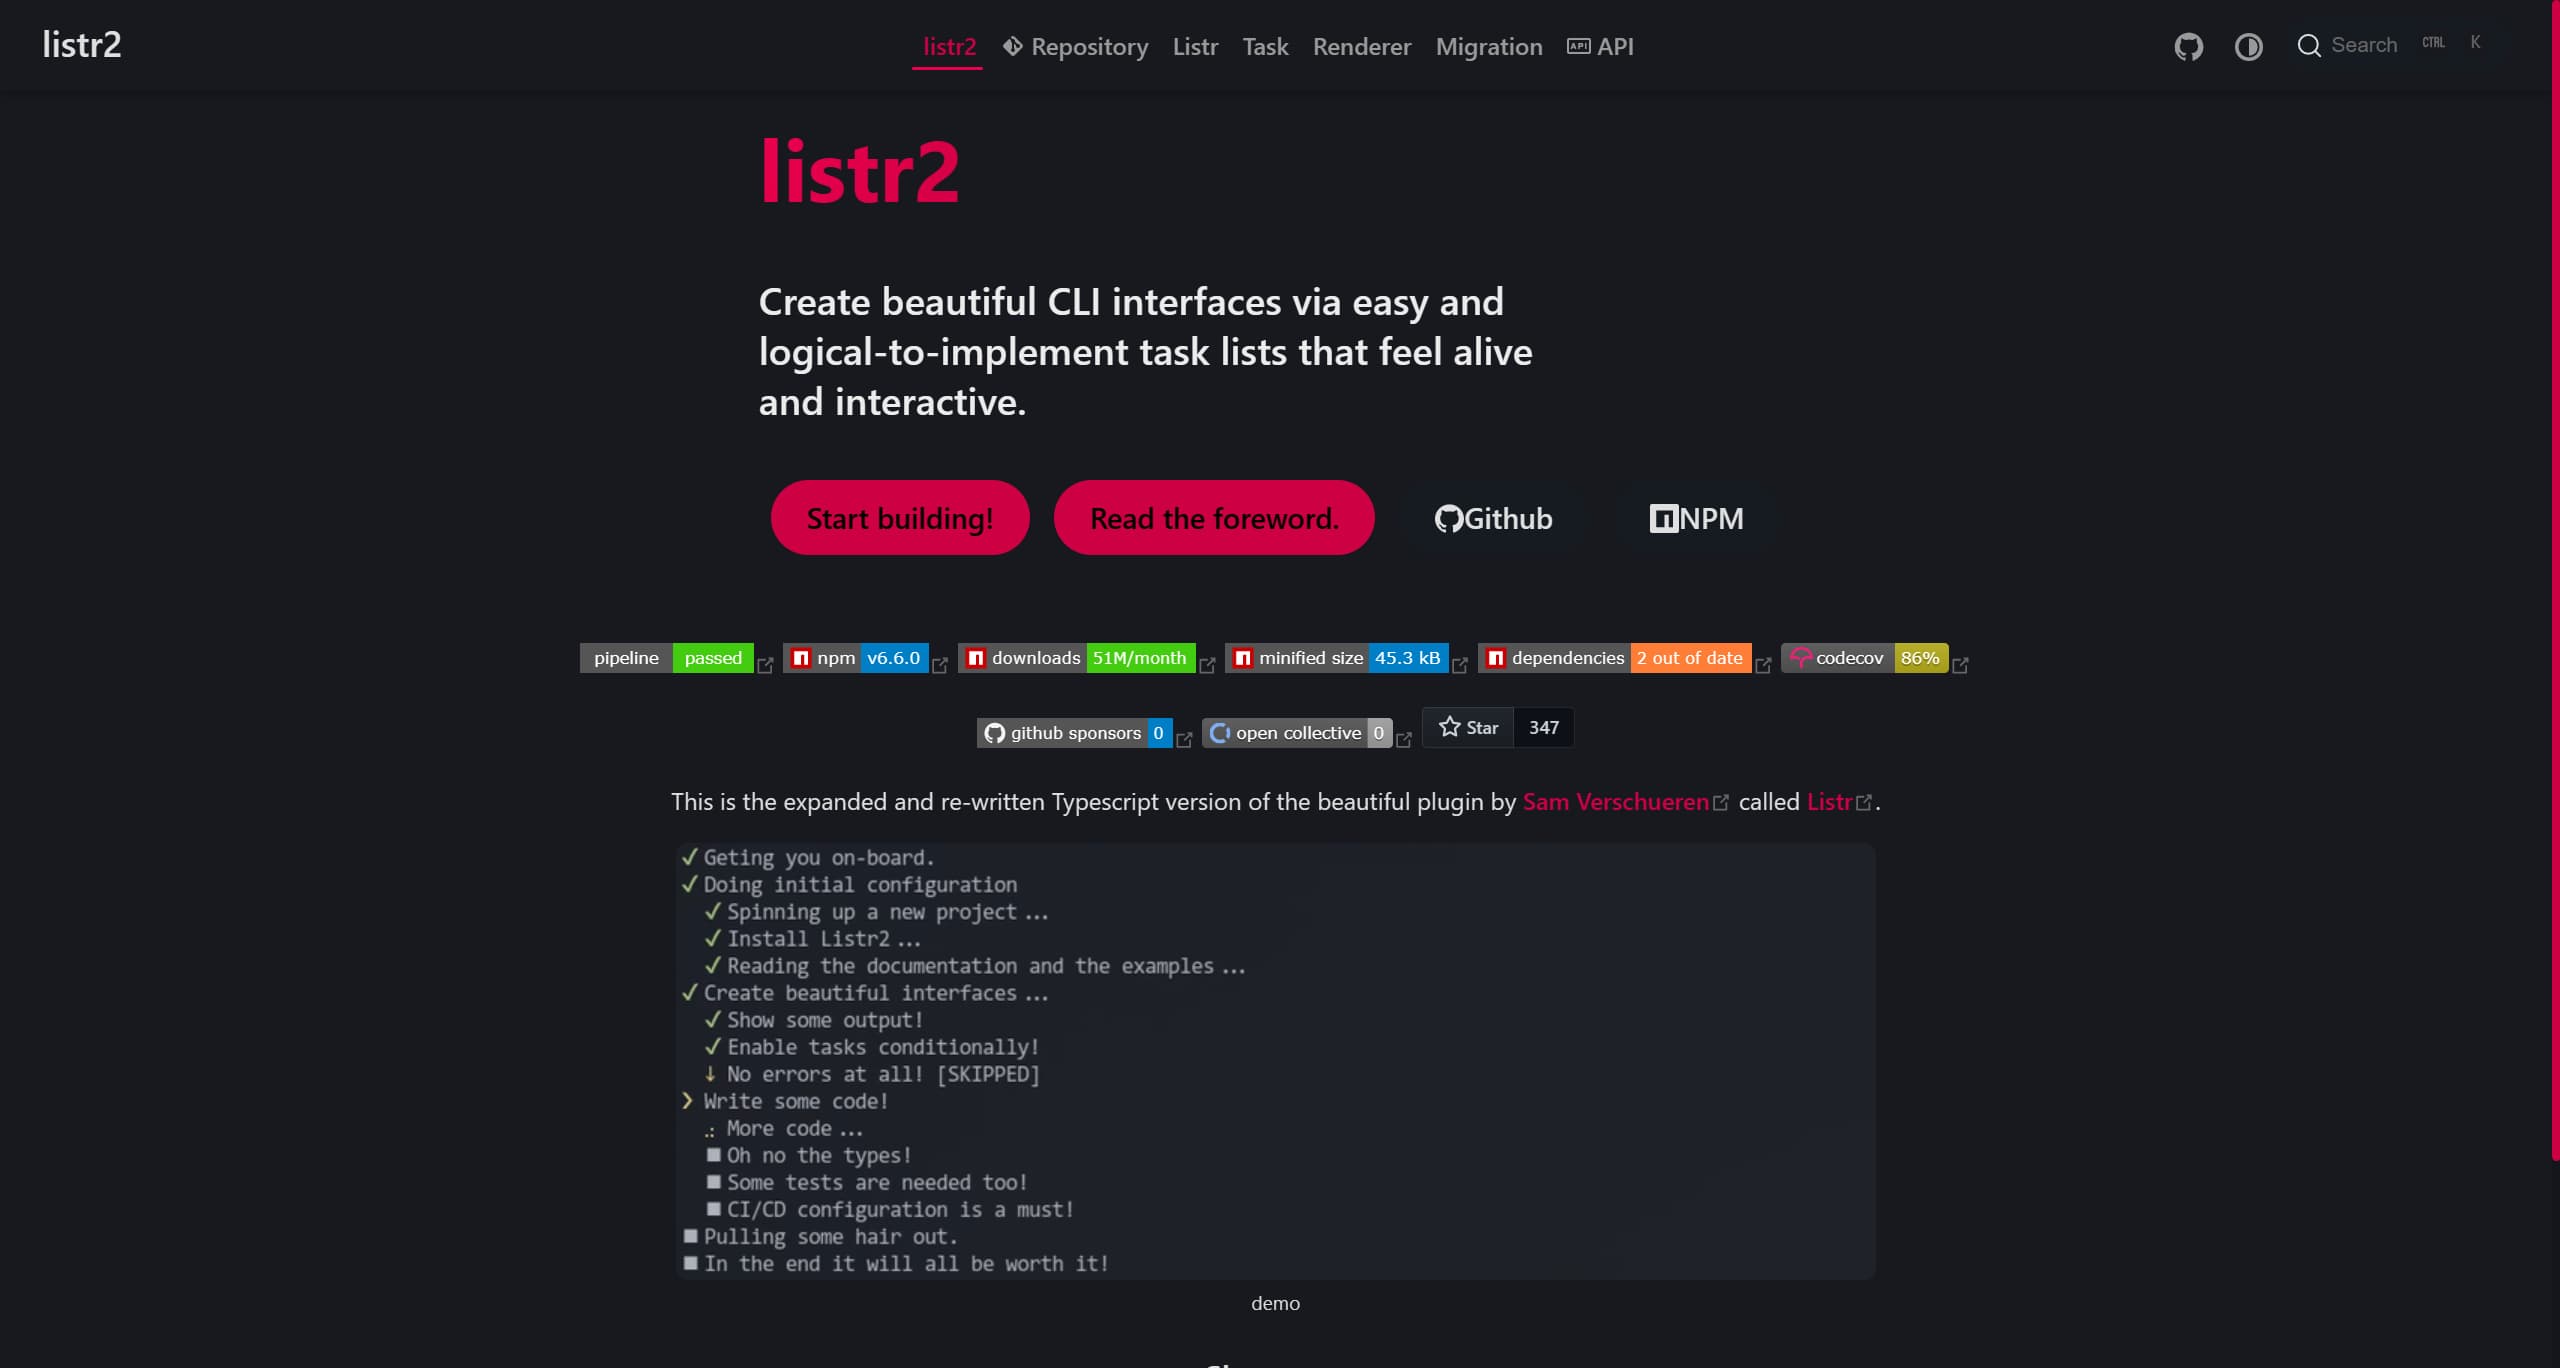 listr2
listr2 Repository Listr Task Renderer Migration API
Search CTRL K
listr2
Create beautiful CLI interfaces via easy and
logical-to-implement task lists that feel alive
and interactive.
Start building! Read the foreword. Github NPM
pipeline passed npm v6.6.0 downloads 51M/month minified size 45.3 kB dependencies 2 out of date codecov 86%
github sponsors 0 open collective 0 Star 347
This is the expanded and re-written Typescript version of the beautiful plugin by Sam Verschueren called Listr.
Geting you on-board.
Doing initial configuration
Spinning up a new project...
Install Listr2...
Reading the documentation and the examples...
Create beautiful interfaces...
Show some output!
Enable tasks conditionally!
↓ No errors at all! [SKIPPED]
Write some code!
More code...
Oh no the types!
Some tests are needed too!
CI/CD configuration is a must!
Pulling some hair out.
In the end it will all be worth it!
demo